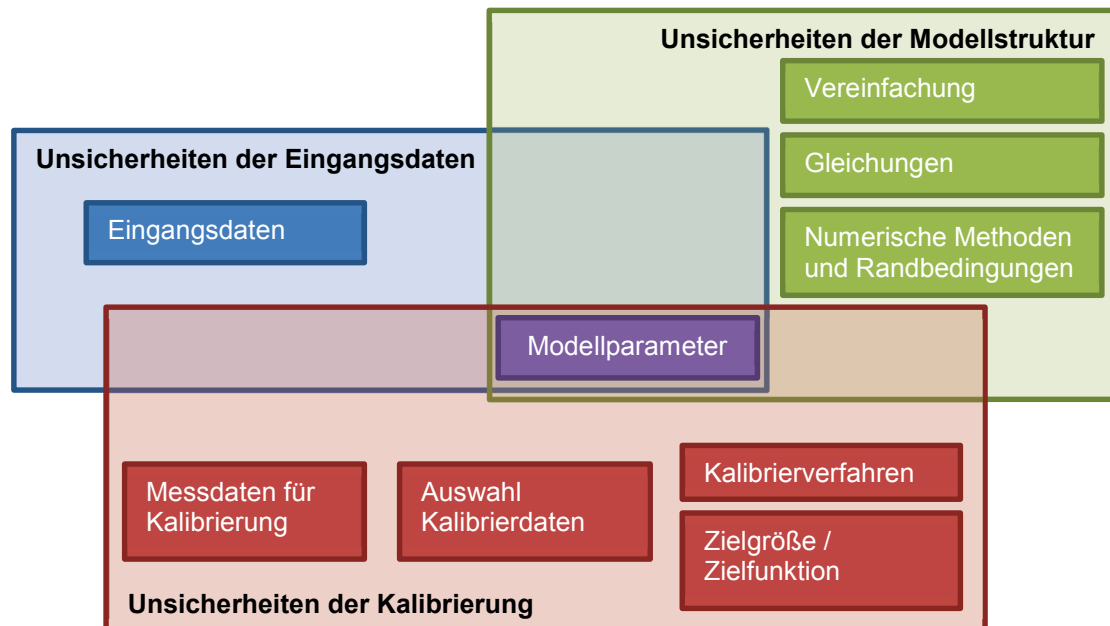 Unsicherheiten der Modellstruktur
Vereinfachung
Gleichungen
Numerische Methoden
und Randbedingungen
Unsicherheiten der Eingangsdaten
Eingangsdaten
Modellparameter
Messdaten für
Kalibrierung
Auswahl
Kalibrierdaten
Kalibrierverfahren
Zielgröße /
Zielfunktion
Unsicherheiten der Kalibrierung